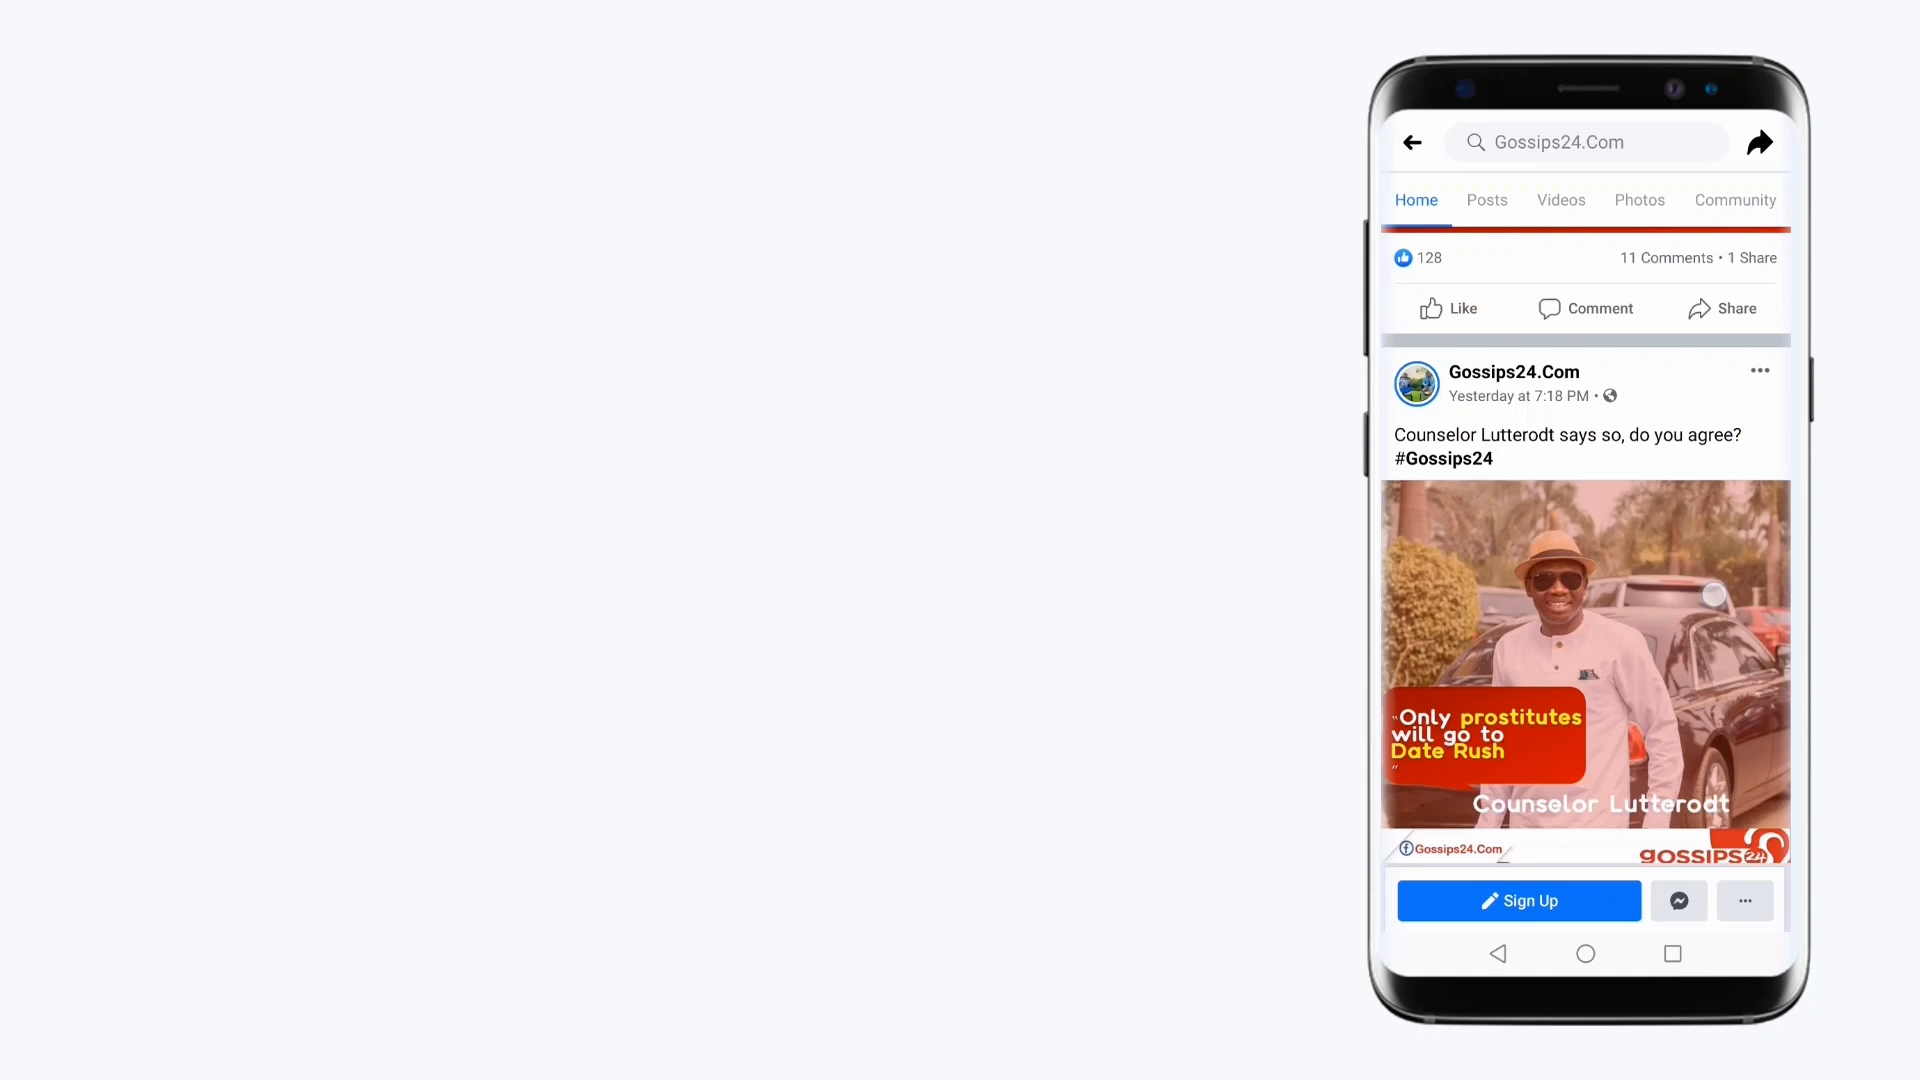 Gossips24.Com
Home Posts Videos Photos Community
128 11 Comments • 1 Share
Like Comment Share
Gossips24.Com
Yesterday at 7:18 PM •
Counselor Lutterodt says so, do you agree?
#Gossips24
"Only prostitutes
will go to
Date Rush
"
Counselor Lutterodt
Gossips24.Com
gossips24
Sign Up